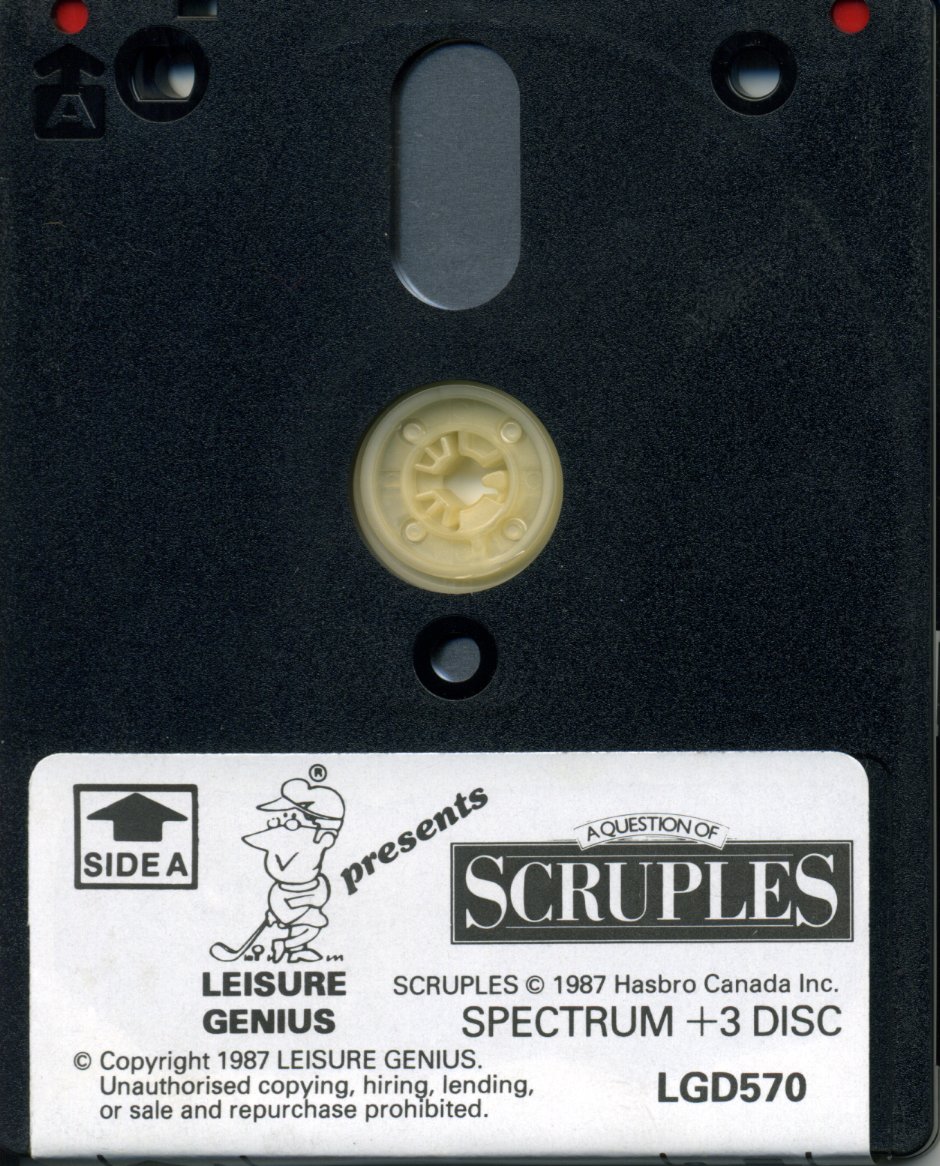 A
SIDE A
®
presents
A QUESTION OF
SCRUPLES
LEISURE
GENIUS
SCRUPLES © 1987 Hasbro Canada Inc.
SPECTRUM +3 DISC
© Copyright 1987 LEISURE GENIUS.
Unauthorised copying, hiring, lending,
or sale and repurchase prohibited.
LGD570